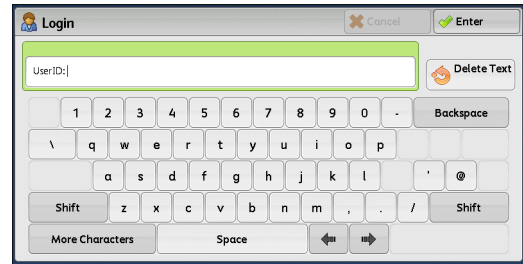 Login Cancel Enter
UserID: Delete Text
1 2 3 4 5 6 7 8 9 0 - Backspace
\ q w e r t y u i o p
a s d f g h j k l ' @
Shift z x c v b n m , . / Shift
More Characters Space